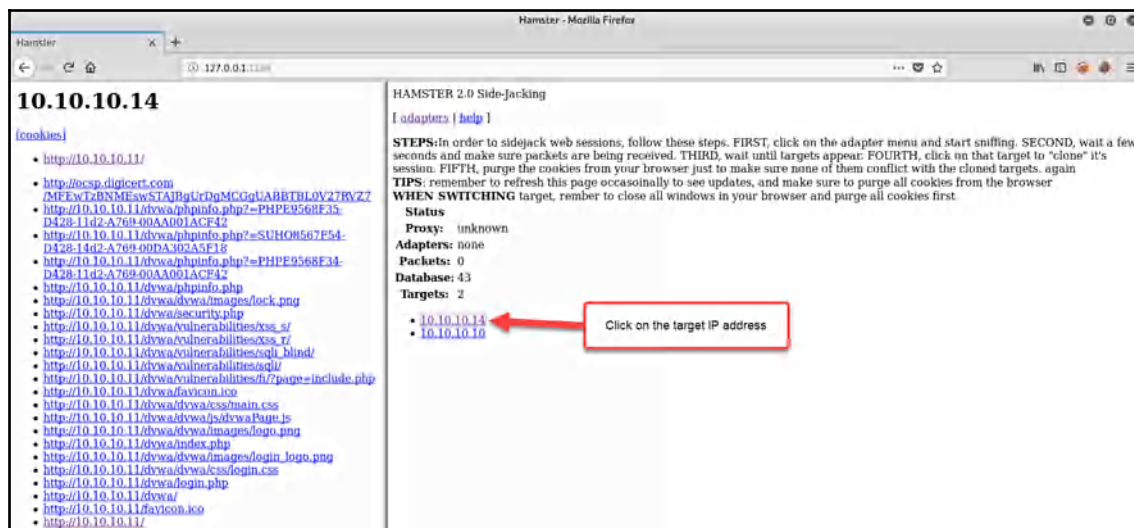 Hamster - Mozilla Firefox
Hamster
127.0.0.1
10.10.10.14
[cookies]
http://10.10.10.11/
http://ocsp.digicert.com
/MFEwTzBNMEswSTAJBgUrDgMCGgUABBTBL0V27RVZ7
http://10.10.10.11/dvwa/phpinfo.php?=PHPE9568F35-
D428-11d2-A769-00AA001ACF42
http://10.10.10.11/dvwa/phpinfo.php?=SUHO8567F54-
D428-14d2-A769-00DA302A5F18
http://10.10.10.11/dvwa/phpinfo.php?=PHPE9568F34-
D428-11d2-A769-00AA001ACF42
http://10.10.10.11/dvwa/phpinfo.php
http://10.10.10.11/dvwa/dvwa/images/lock.png
http://10.10.10.11/dvwa/security.php
http://10.10.10.11/dvwa/vulnerabilities/xss_s/
http://10.10.10.11/dvwa/vulnerabilities/xss_r/
http://10.10.10.11/dvwa/vulnerabilities/sqli_blind/
http://10.10.10.11/dvwa/vulnerabilities/sqli/
http://10.10.10.11/dvwa/vulnerabilities/fi/?page=include.php
http://10.10.10.11/dvwa/favicon.ico
http://10.10.10.11/dvwa/dvwa/css/main.css
http://10.10.10.11/dvwa/dvwa/js/dvwaPage.js
http://10.10.10.11/dvwa/dvwa/images/logo.png
http://10.10.10.11/dvwa/index.php
http://10.10.10.11/dvwa/dvwa/images/login_logo.png
http://10.10.10.11/dvwa/dvwa/css/login.css
http://10.10.10.11/dvwa/login.php
http://10.10.10.11/dvwa/
http://10.10.10.11/favicon.ico
http://10.10.10.11/
HAMSTER 2.0 Side-Jacking
[ adapters | help ]
STEPS:In order to sidejack web sessions, follow these steps. FIRST, click on the adapter menu and start sniffing. SECOND, wait a few
seconds and make sure packets are being received. THIRD, wait until targets appear. FOURTH, click on that target to "clone" it's
session. FIFTH, purge the cookies from your browser just to make sure none of them conflict with the cloned targets. again
TIPS: remember to refresh this page occasoinally to see updates, and make sure to purge all cookies from the browser
WHEN SWITCHING target, rember to close all windows in your browser and purge all cookies first
Status
Proxy: unknown
Adapters: none
Packets: 0
Database: 43
Targets: 2
10.10.10.14
10.10.10.10
Click on the target IP address